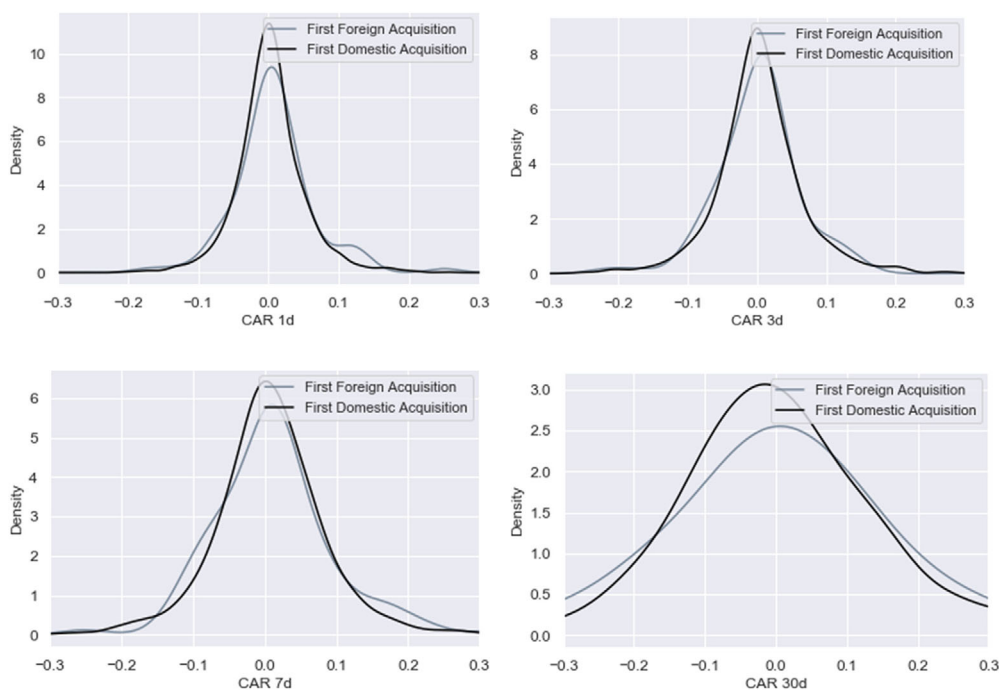 First Foreign Acquisition
First Domestic Acquisition
Density
10
8
6
4
2
0
−0.3 −0.2 −0.1 0.0 0.1 0.2 0.3
CAR 1d
First Foreign Acquisition
First Domestic Acquisition
Density
8
6
4
2
0
−0.3 −0.2 −0.1 0.0 0.1 0.2 0.3
CAR 3d
First Foreign Acquisition
First Domestic Acquisition
Density
6
5
4
3
2
1
0
−0.3 −0.2 −0.1 0.0 0.1 0.2 0.3
CAR 7d
First Foreign Acquisition
First Domestic Acquisition
Density
3.0
2.5
2.0
1.5
1.0
0.5
0.0
−0.3 −0.2 −0.1 0.0 0.1 0.2 0.3
CAR 30d